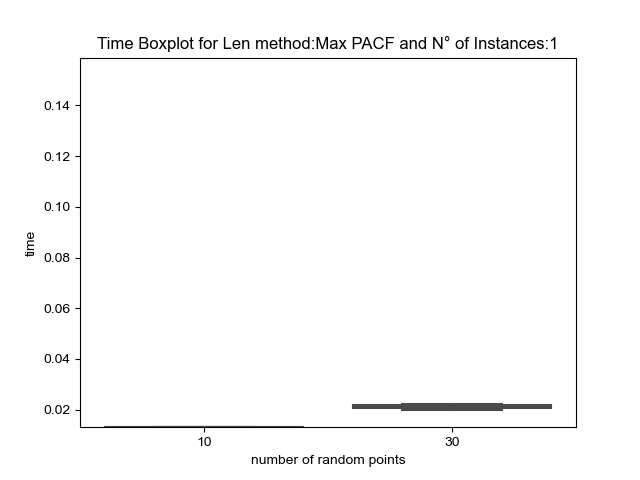 Time Boxplot for Len method:Max PACF and N° of Instances:1
0.14
0.12
0.10
0.08
0.06
0.04
0.02
time
10 30
number of random points